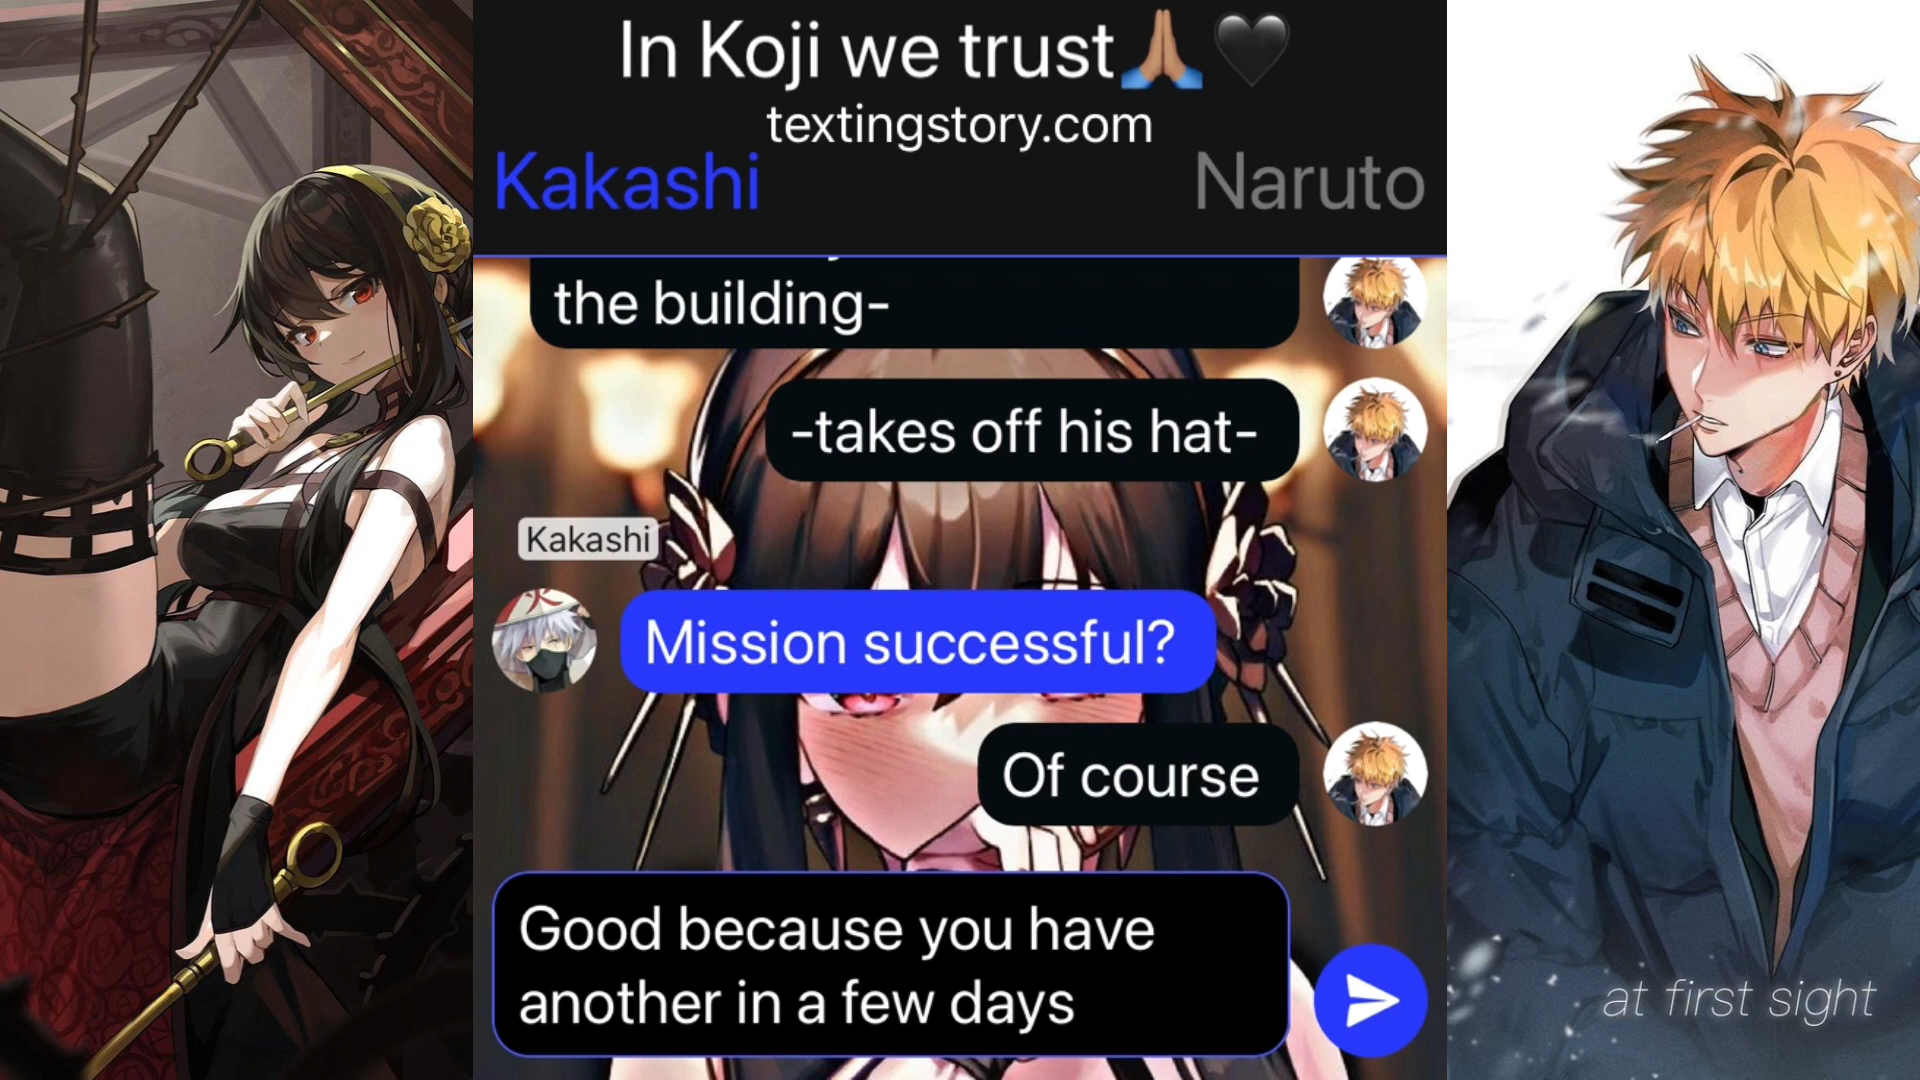 In Koji we trust🙏🏽🖤
textingstory.com
Kakashi
Naruto
the building-
-takes off his hat-
Kakashi
Mission successful?
Of course
Good because you have
another in a few days
at first sight